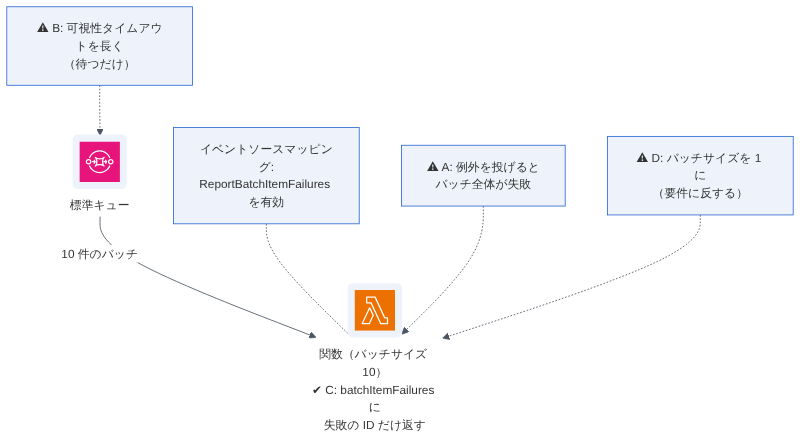 ⚠ B: 可視性タイムアウ
トを長く
（待つだけ）
イベントソースマッピン
グ:
ReportBatchItemFailures
を有効
⚠ A: 例外を投げると
バッチ全体が失敗
⚠ D: バッチサイズを 1
に
（要件に反する）
標準キュー
10 件のバッチ
関数（バッチサイズ
10）
✔ C: batchItemFailures
に
失敗の ID だけ返す